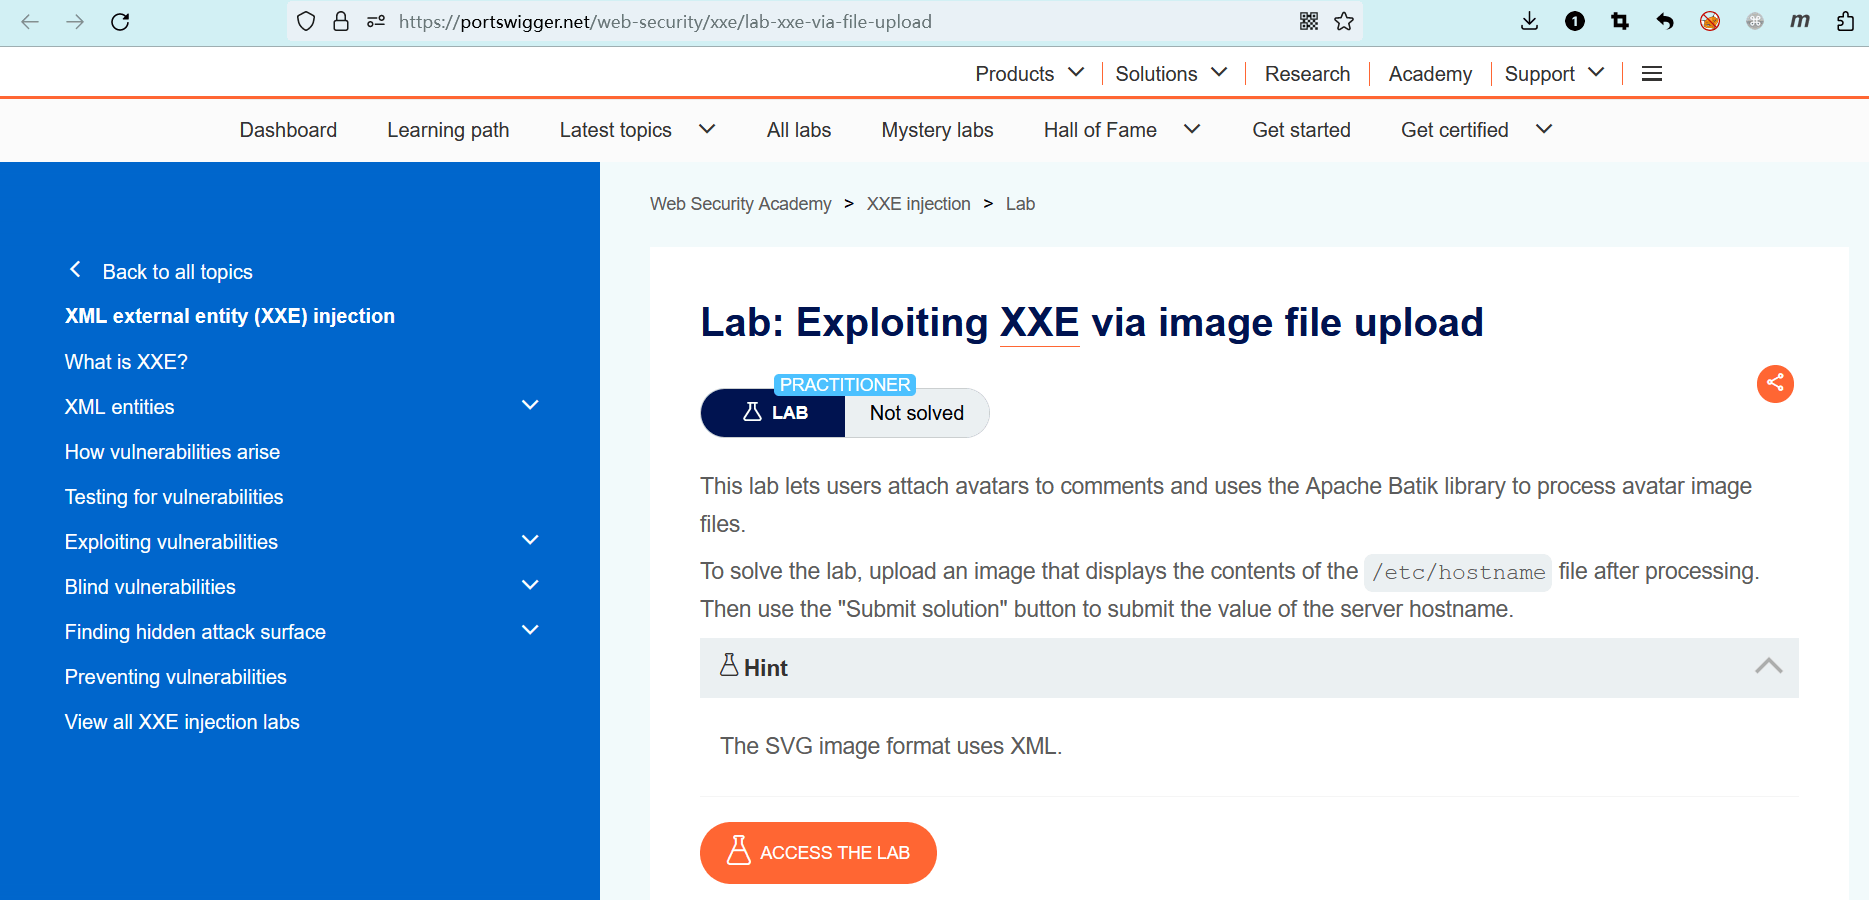 https://portswigger.net/web-security/xxe/lab-xxe-via-file-upload
1
m
Products
Solutions
Research
Academy
Support
Dashboard
Learning path
Latest topics
All labs
Mystery labs
Hall of Fame
Get started
Get certified
Back to all topics
XML external entity (XXE) injection
What is XXE?
XML entities
How vulnerabilities arise
Testing for vulnerabilities
Exploiting vulnerabilities
Blind vulnerabilities
Finding hidden attack surface
Preventing vulnerabilities
View all XXE injection labs
Web Security Academy > XXE injection > Lab
Lab: Exploiting XXE via image file upload
PRACTITIONER
LAB
Not solved
This lab lets users attach avatars to comments and uses the Apache Batik library to process avatar image
files.
To solve the lab, upload an image that displays the contents of the /etc/hostname file after processing.
Then use the "Submit solution" button to submit the value of the server hostname.
Hint
The SVG image format uses XML.
ACCESS THE LAB